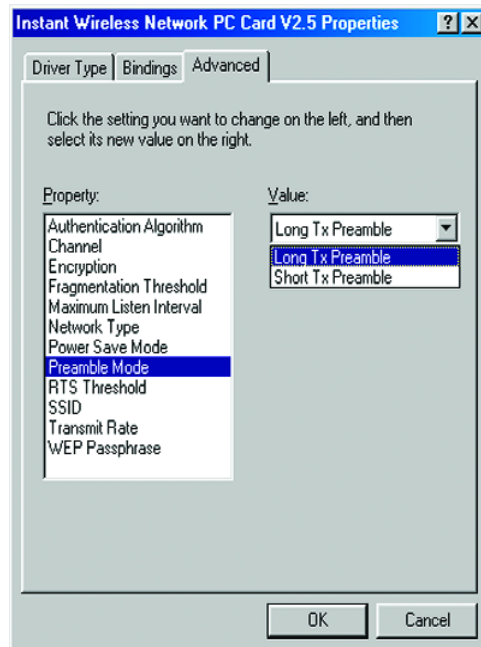 Instant Wireless Network PC Card V2.5 Properties ? X
Driver Type Bindings Advanced
Click the setting you want to change on the left, and then
select its new value on the right.
Property:
Authentication Algorithm
Channel
Encryption
Fragmentation Threshold
Maximum Listen Interval
Network Type
Power Save Mode
Preamble Mode
RTS Threshold
SSID
Transmit Rate
WEP Passphrase
Value:
Long Tx Preamble
Long Tx Preamble
Short Tx Preamble
OK Cancel